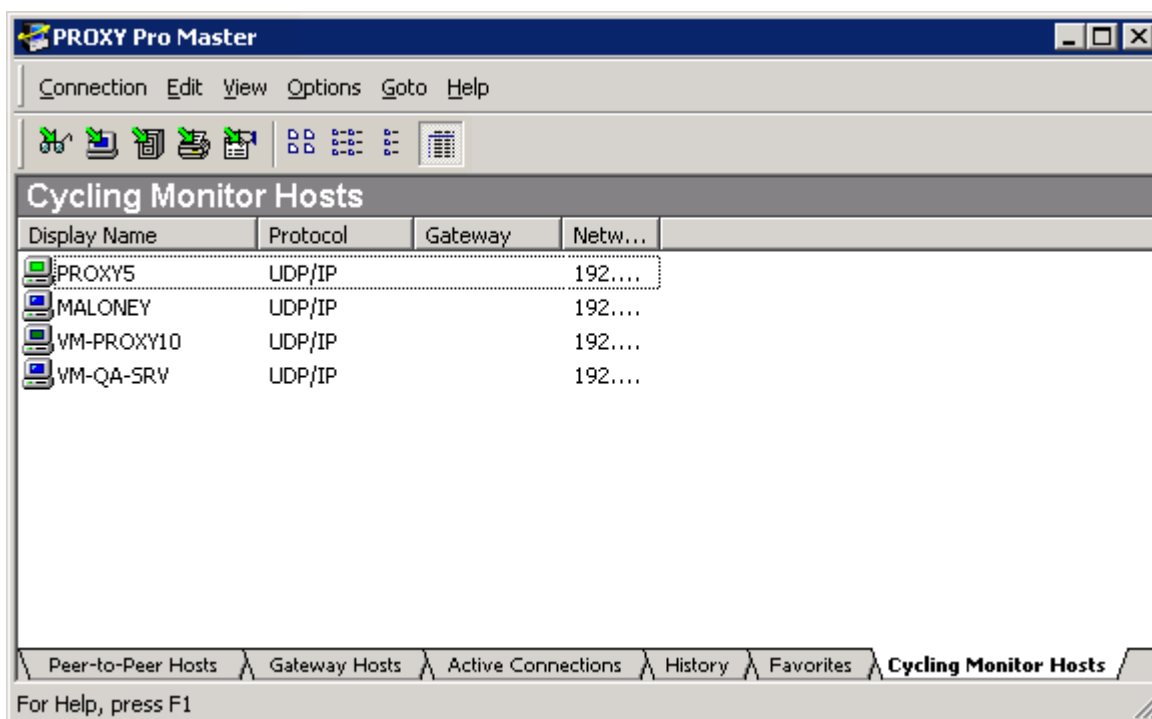 PROXY Pro Master
Connection Edit View Options Goto Help
Cycling Monitor Hosts
Display Name Protocol Gateway Netw...
PROXY5 UDP/IP 192....
MALONEY UDP/IP 192....
VM-PROXY10 UDP/IP 192....
VM-QA-SRV UDP/IP 192....
Peer-to-Peer Hosts Gateway Hosts Active Connections History Favorites Cycling Monitor Hosts
For Help, press F1